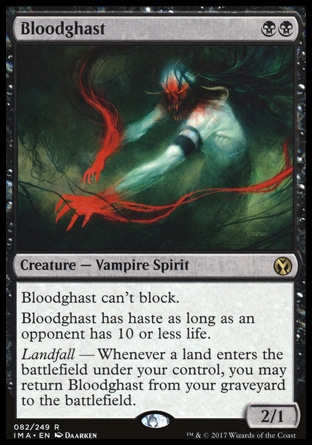 Bloodghast
Creature — Vampire Spirit
Bloodghast can't block.
Bloodghast has haste as long as an
opponent has 10 or less life.
Landfall — Whenever a land enters the
battlefield under your control, you may
return Bloodghast from your graveyard
to the battlefield.
2/1
082/249 R
IMA • EN Daarken
™ & © 2017 Wizards of the Coast